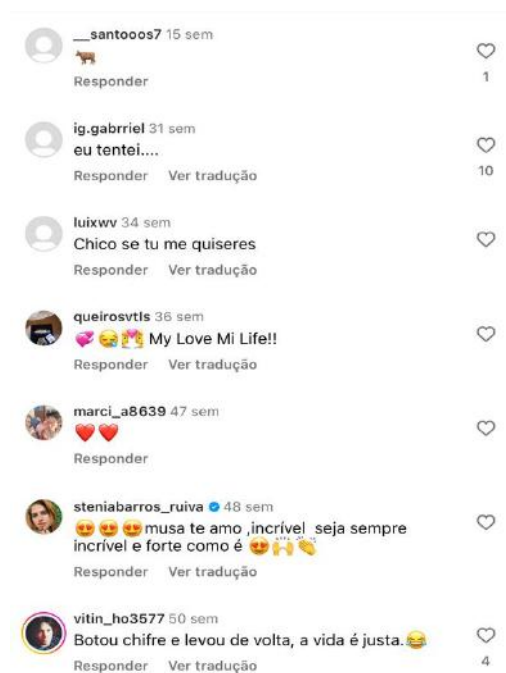 __santooos7 15 sem
🐂
Responder
1
ig.gabrriel 31 sem
eu tentei....
Responder Ver tradução
10
luixwv 34 sem
Chico se tu me quiseres
Responder Ver tradução
queirosvtls 36 sem
💞😪💏 My Love Mi Life!!
Responder Ver tradução
marci_a8639 47 sem
❤️❤️
Responder
steniabarros_ruiva 48 sem
😍😍😍musa te amo ,incrível seja sempre
incrível e forte como é 😍🙌👏
Responder Ver tradução
vitin_ho3577 50 sem
Botou chifre e levou de volta, a vida é justa.😂
Responder Ver tradução
4